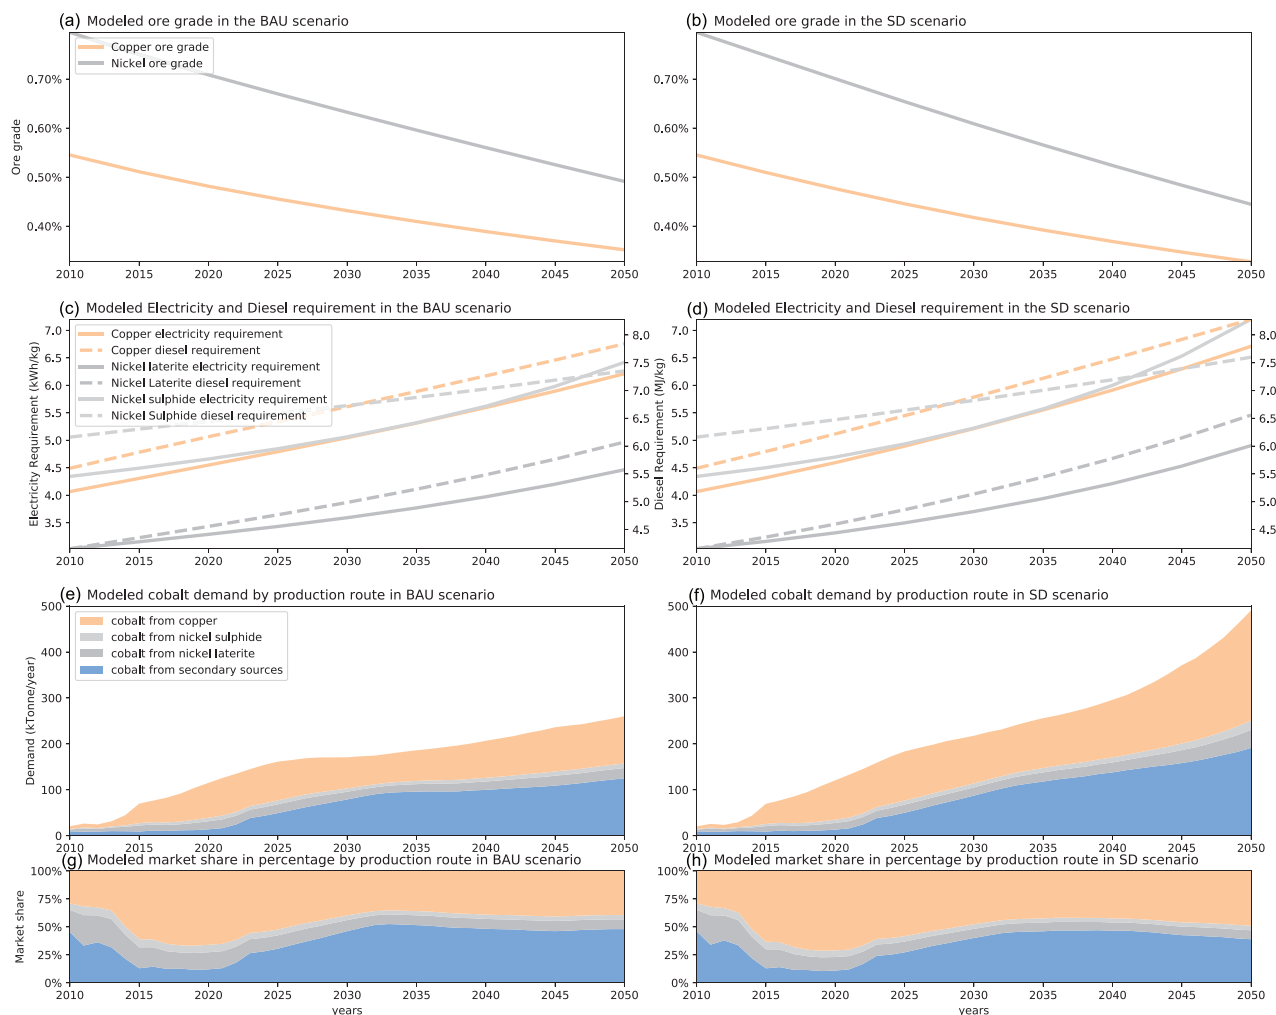 (a) Modeled ore grade in the BAU scenario
Copper ore grade
Nickel ore grade
Ore grade
0.70%
0.60%
0.50%
0.40%
2010 2015 2020 2025 2030 2035 2040 2045 2050
(b) Modeled ore grade in the SD scenario
0.70%
0.60%
0.50%
0.40%
2010 2015 2020 2025 2030 2035 2040 2045 2050
(c) Modeled Electricity and Diesel requirement in the BAU scenario
Copper electricity requirement
Copper diesel requirement
Nickel laterite electricity requirement
Nickel Laterite diesel requirement
Nickel sulphide electricity requirement
Nickel Sulphide diesel requirement
Electricity Requirement (kWh/kg)
7.0
6.5
6.0
5.5
5.0
4.5
4.0
3.5
8.0
7.5
7.0
6.5
6.0
5.5
5.0
4.5
Diesel Requirement (MJ/kg)
2010 2015 2020 2025 2030 2035 2040 2045 2050
(d) Modeled Electricity and Diesel requirement in the SD scenario
7.0
6.5
6.0
5.5
5.0
4.5
4.0
3.5
8.0
7.5
7.0
6.5
6.0
5.5
5.0
4.5
2010 2015 2020 2025 2030 2035 2040 2045 2050
(e) Modeled cobalt demand by production route in BAU scenario
cobalt from copper
cobalt from nickel sulphide
cobalt from nickel laterite
cobalt from secondary sources
Demand (kTonne/year)
500
400
300
200
100
0
2010 2015 2020 2025 2030 2035 2040 2045 2050
(f) Modeled cobalt demand by production route in SD scenario
500
400
300
200
100
0
2010 2015 2020 2025 2030 2035 2040 2045 2050
(g) Modeled market share in percentage by production route in BAU scenario
Market share
100%
75%
50%
25%
0%
2010 2015 2020 2025 2030 2035 2040 2045 2050
years
(h) Modeled market share in percentage by production route in SD scenario
100%
75%
50%
25%
0%
2010 2015 2020 2025 2030 2035 2040 2045 2050
years